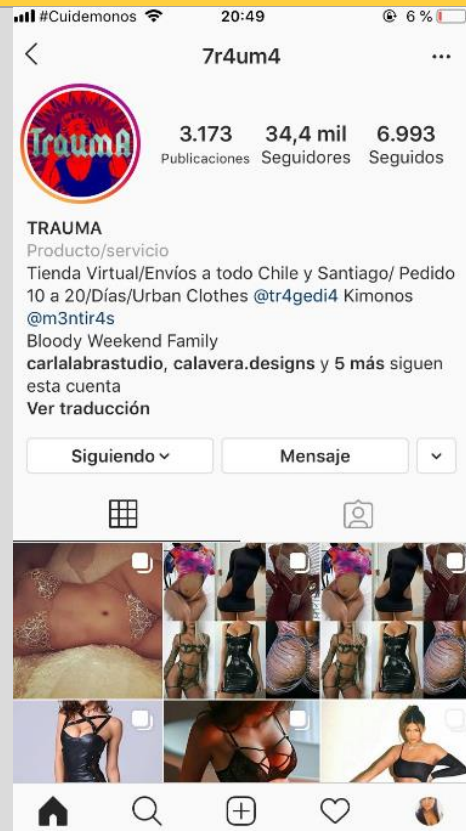 #Cuidemonos 20:49 6 %
7r4um4
TraumA
3.173 34,4 mil 6.993
Publicaciones Seguidores Seguidos
TRAUMA
Producto/servicio
Tienda Virtual/Envíos a todo Chile y Santiago/ Pedido
10 a 20/Días/Urban Clothes @tr4gedi4 Kimonos
@m3ntir4s
Bloody Weekend Family
carlalabrastudio, calavera.designs y 5 más siguen
esta cuenta
Ver traducción
Siguiendo Mensaje